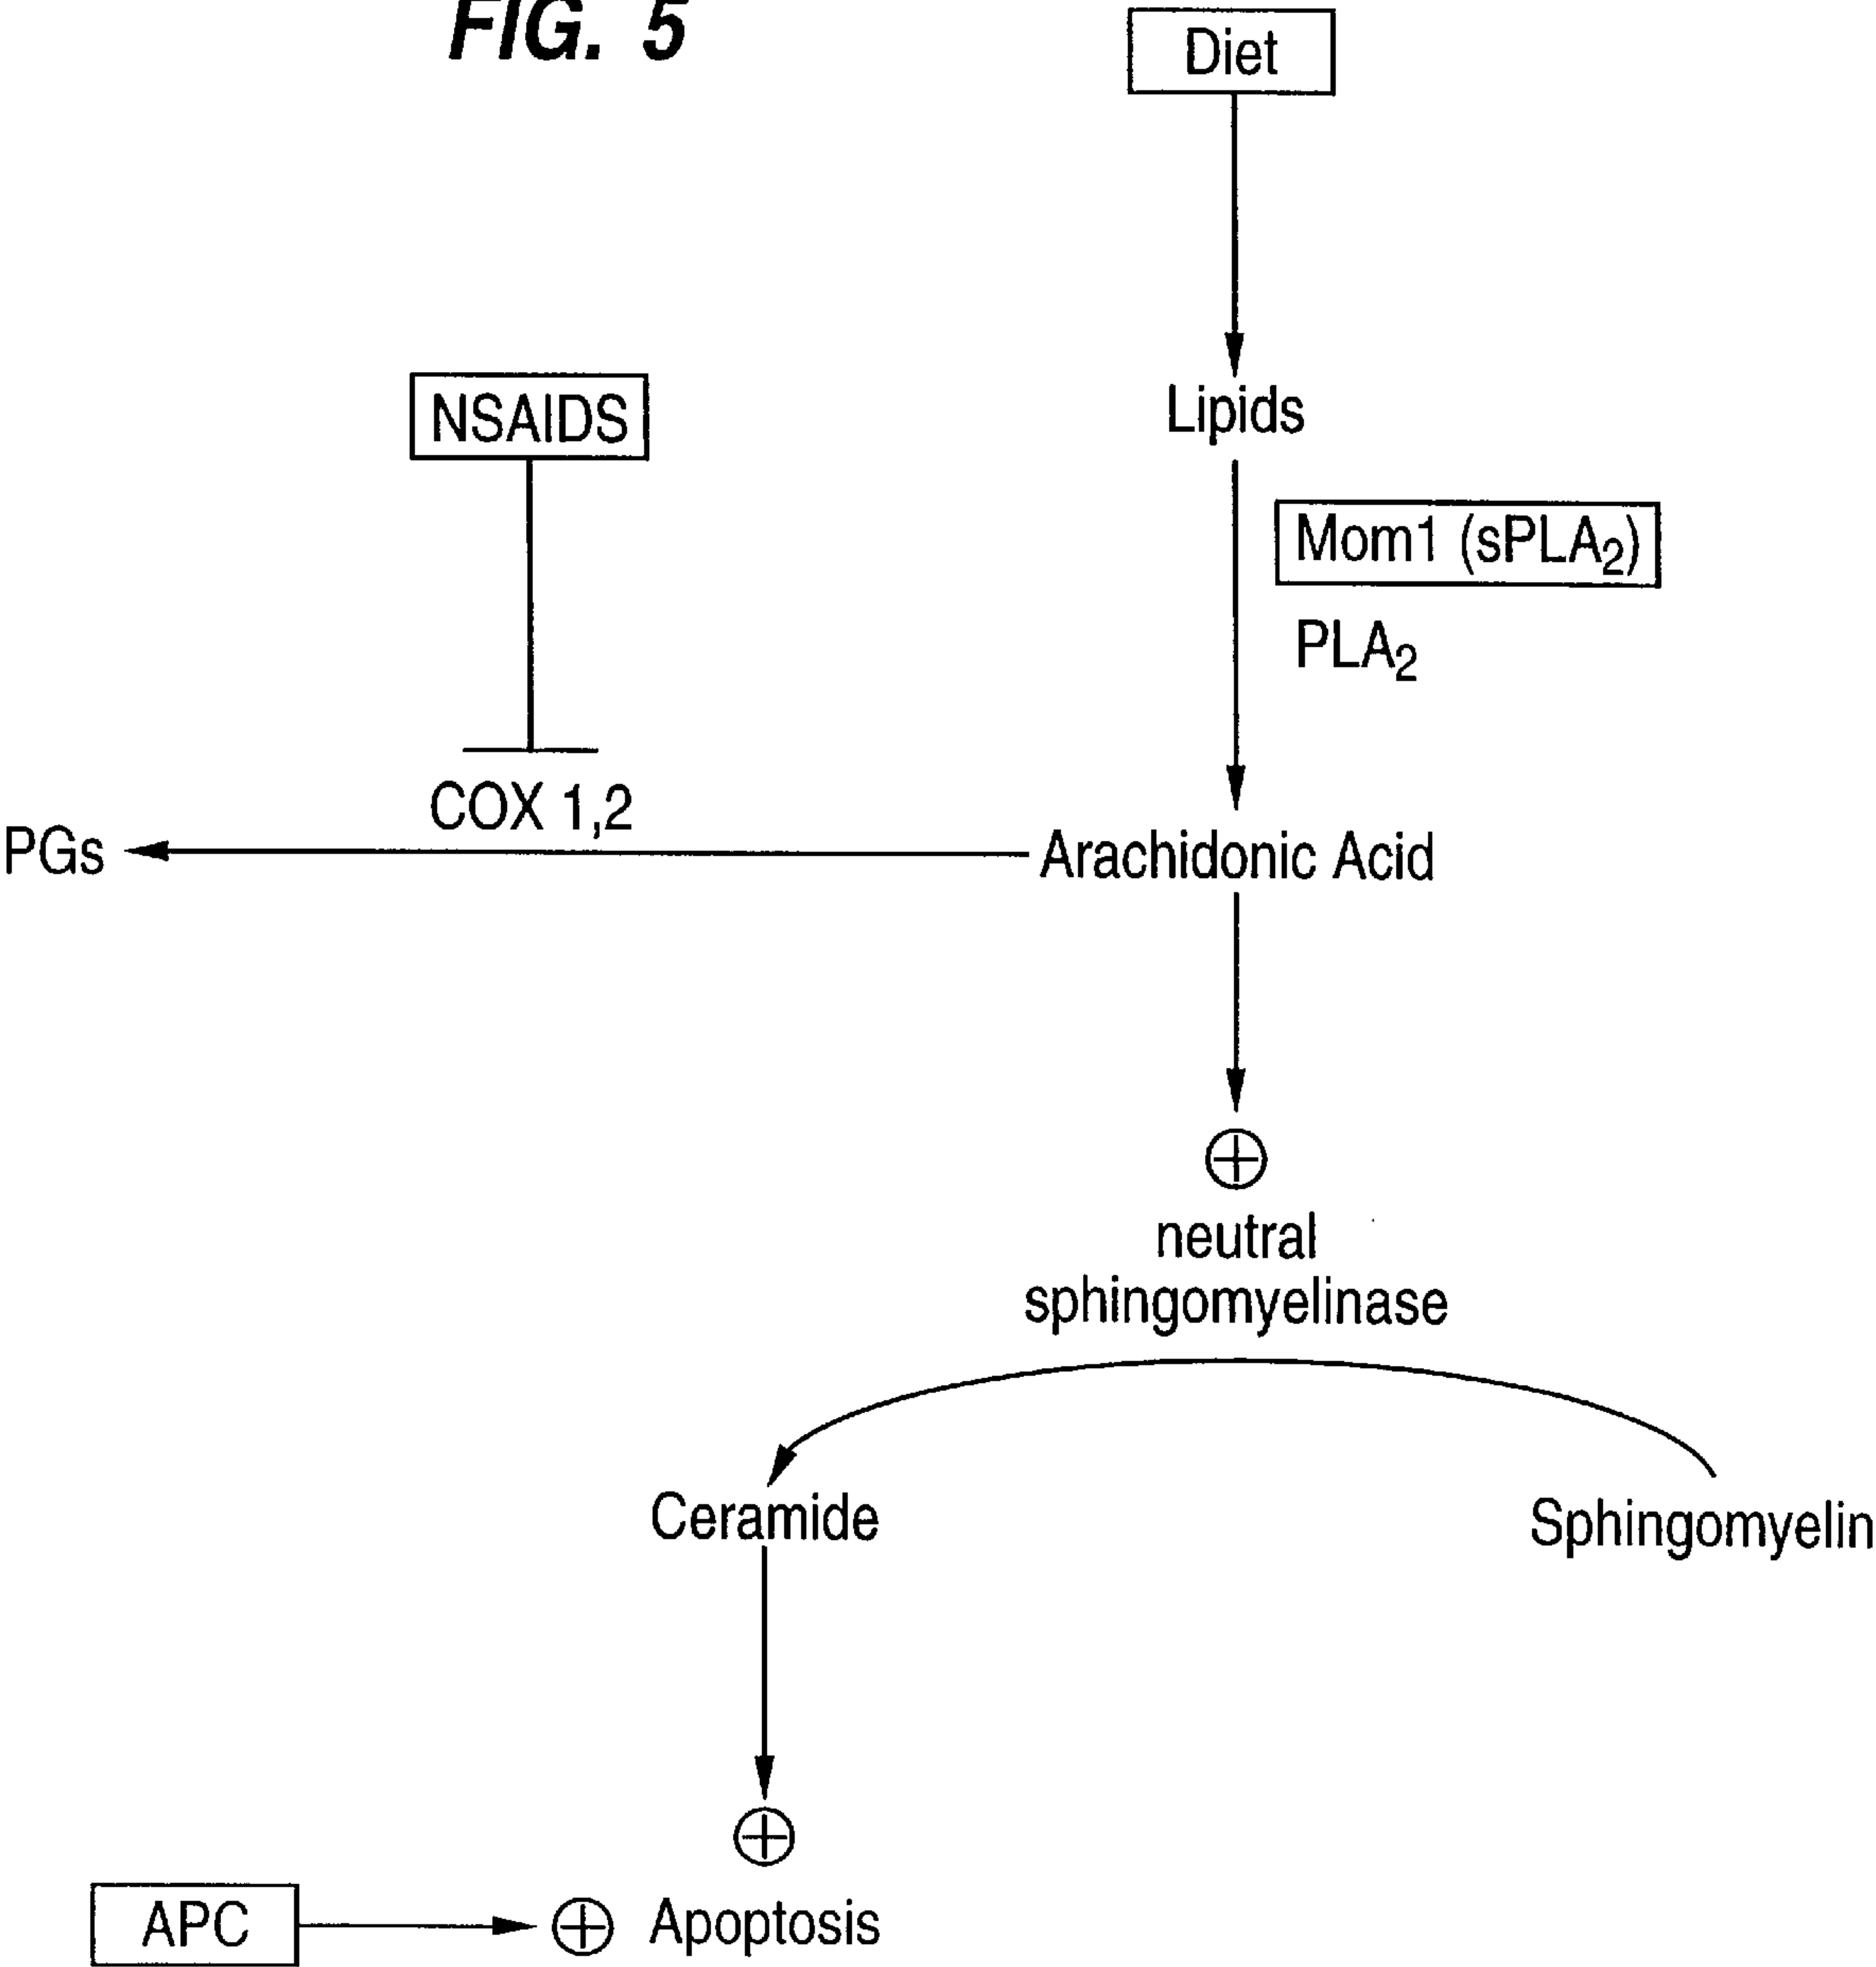 FIG. 5
Diet
Lipids
NSAIDS
Mom1 (sPLA₂)
PLA₂
COX 1,2
PGs
Arachidonic Acid
neutral
sphingomyelinase
Ceramide
Sphingomyelin
APC
Apoptosis